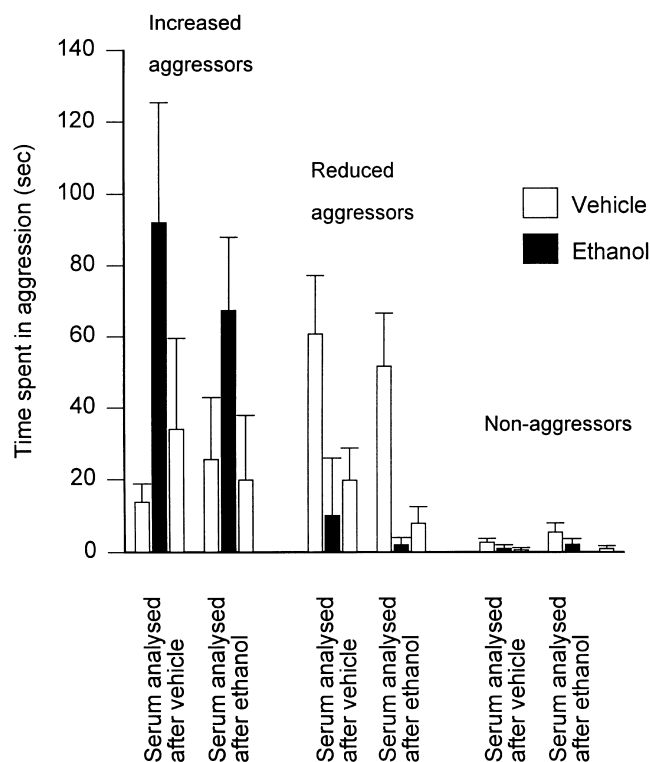 Increased
aggressors
140
120
100
80
60
40
20
0
Time spent in aggression (sec)
Reduced
aggressors
Vehicle
Ethanol
Non-aggressors
Serum analysed
after vehicle
Serum analysed
after ethanol
Serum analysed
after vehicle
Serum analysed
after ethanol
Serum analysed
after vehicle
Serum analysed
after ethanol